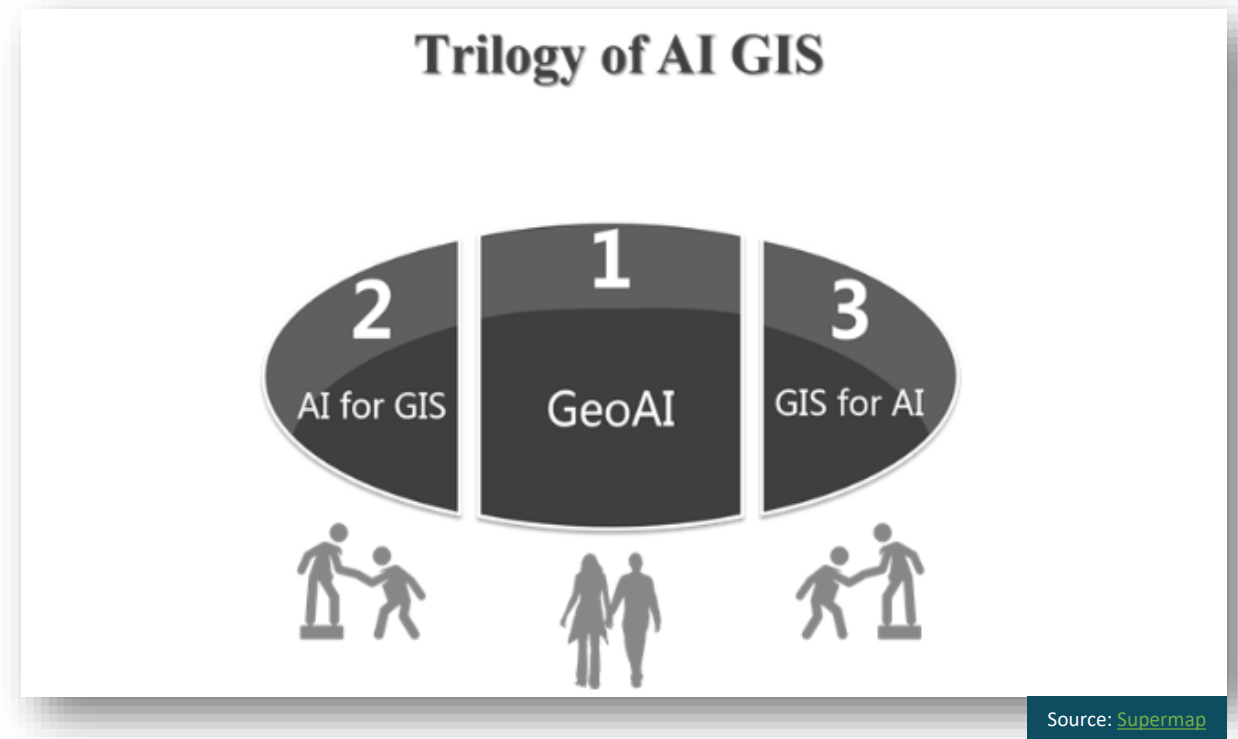 Trilogy of AI GIS
1
2
3
AI for GIS
GeoAI
GIS for AI
Source: Supermap